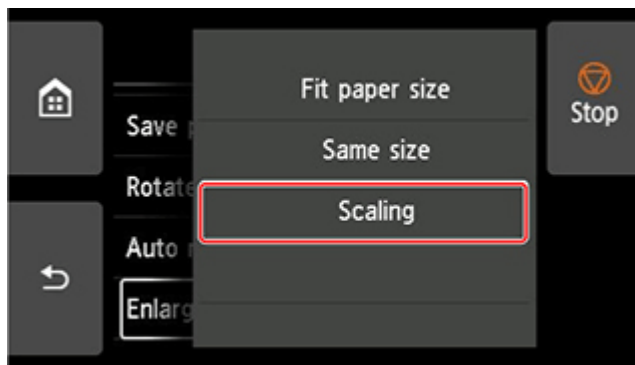 Fit paper size
Stop
Save
Same size
Rotate
Scaling
Auto
Enlarg